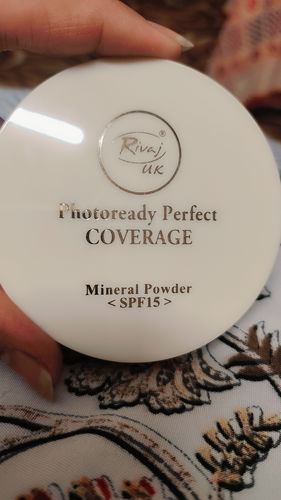 Rivaj®
UK
Photoready Perfect
COVERAGE
Mineral Powder
< SPF15 >